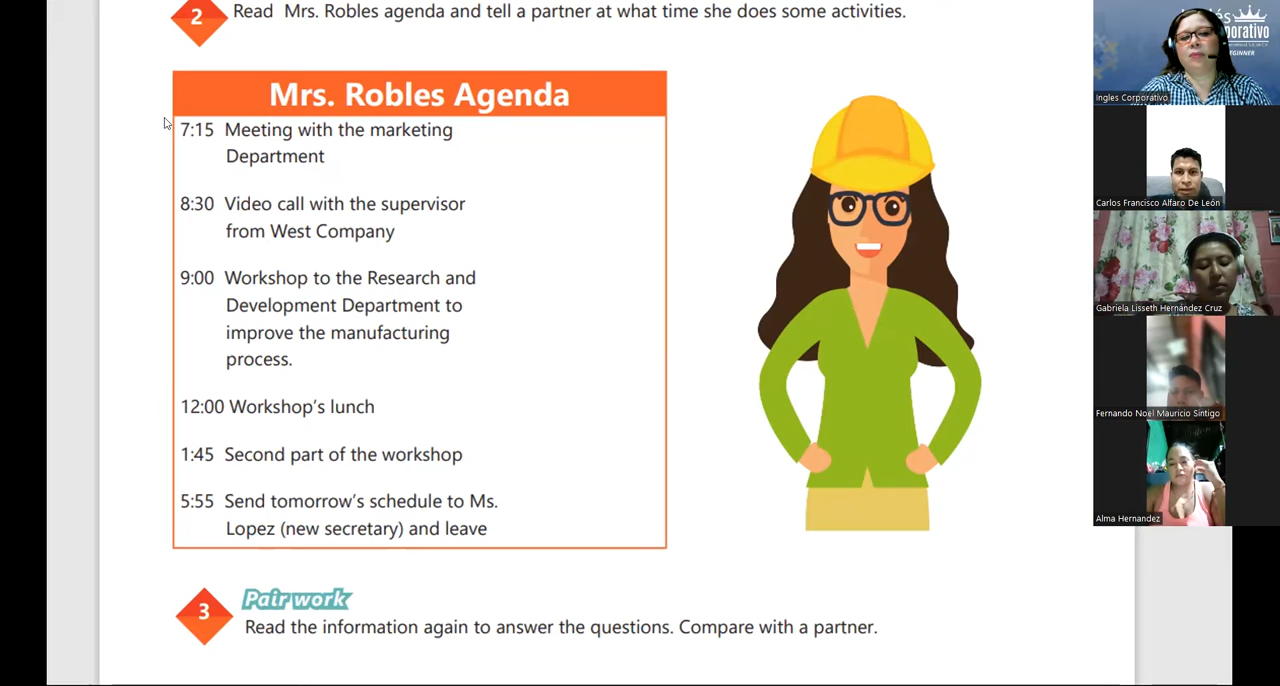 2
Read Mrs. Robles agenda and tell a partner at what time she does some activities.
Mrs. Robles Agenda
7:15 Meeting with the marketing
Department
8:30 Video call with the supervisor
from West Company
9:00 Workshop to the Research and
Development Department to
improve the manufacturing
process.
12:00 Workshop's lunch
1:45 Second part of the workshop
5:55 Send tomorrow's schedule to Ms.
Lopez (new secretary) and leave
3
Pair work
Read the information again to answer the questions. Compare with a partner.
Ingles Corporativo
Carlos Francisco Alfaro De León
Gabriela Lisseth Hernández Cruz
Fernando Noel Mauricio Sintigo
Alma Hernandez